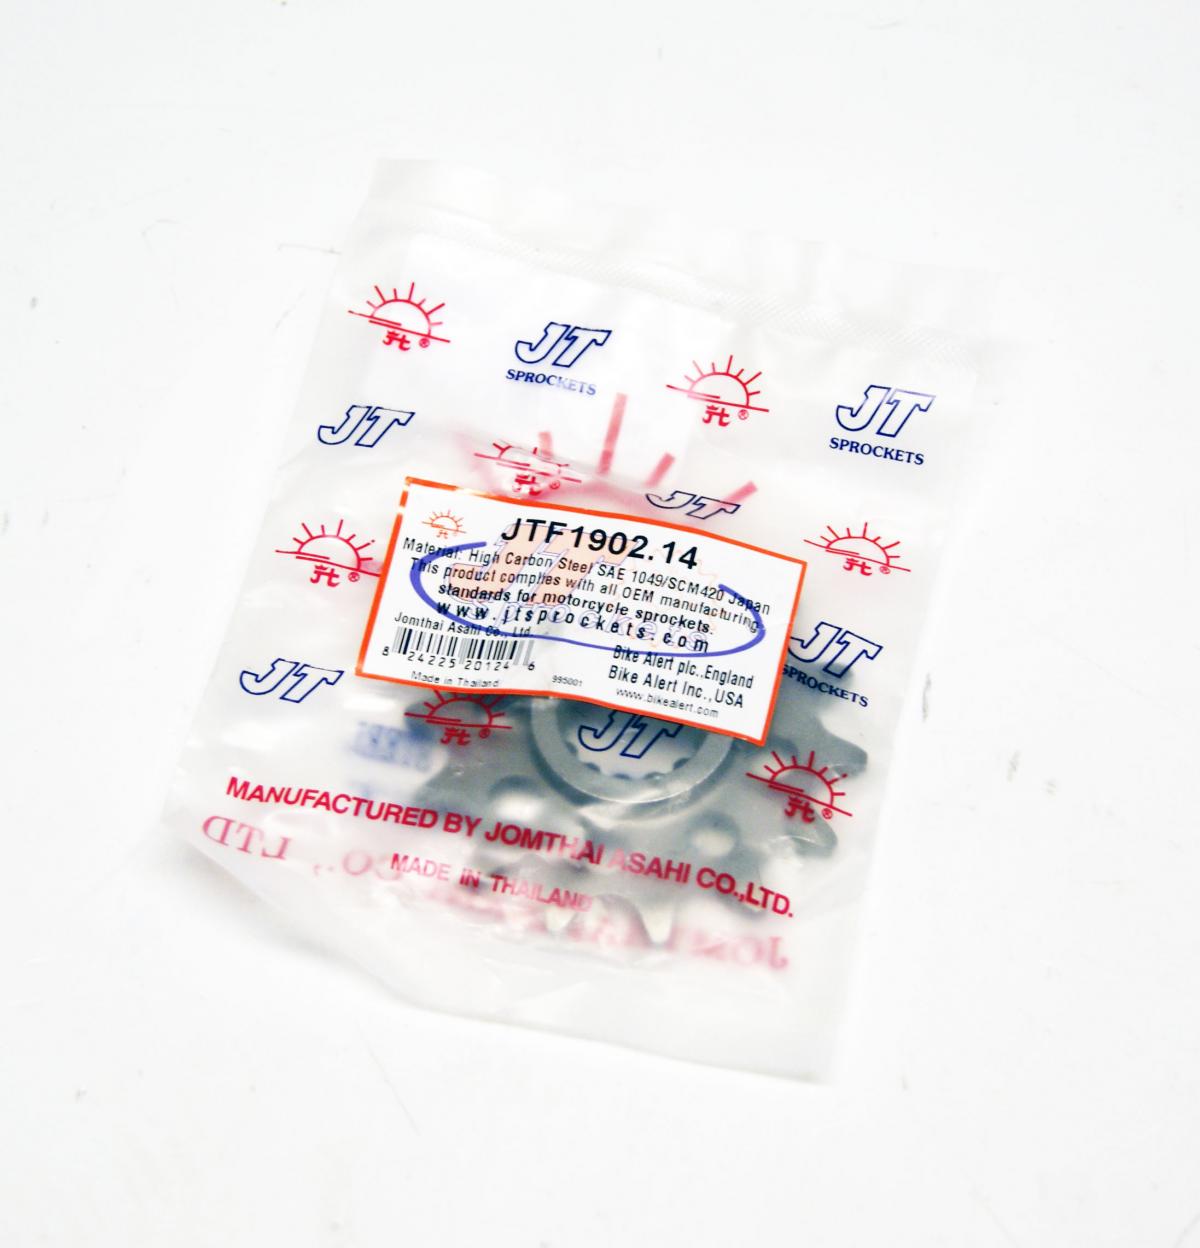 JT
SPROCKETS
JT
SPROCKETS
JT
JT
JTF1902.14
Material: High Carbon Steel SAE 1049/SCM420 Japan
This product complies with all OEM manufacturing
standards for motorcycle sprockets.
www.jtsprockets.com
Jomthai Asahi Co., Ltd.
8 24225 20124 6
Made in Thailand
995001
Bike Alert plc.,England
Bike Alert Inc.,USA
www.bikealert.com
JT
SPROCKETS
JT
JT
MANUFACTURED BY JOMTHAI ASAHI CO.,LTD.
MADE IN THAILAND
CO., LTD